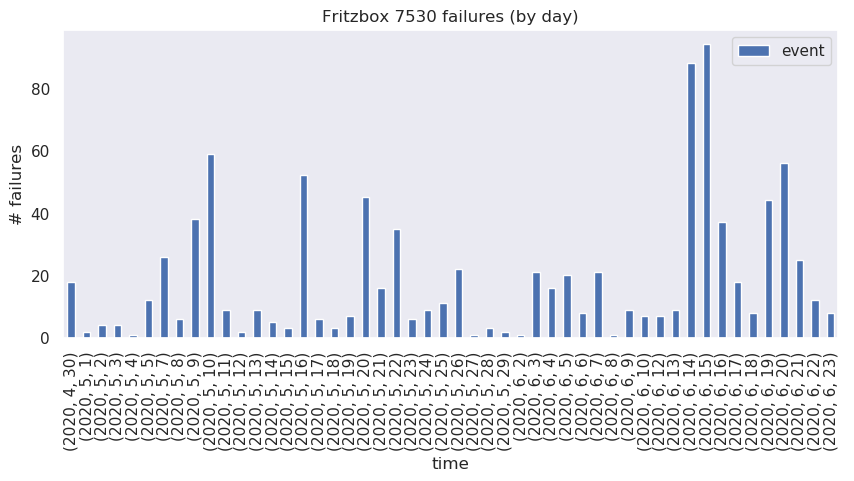 Fritzbox 7530 failures (by day)
event
# failures
80
60
40
20
0
(2020, 4, 30)
(2020, 5, 1)
(2020, 5, 2)
(2020, 5, 3)
(2020, 5, 4)
(2020, 5, 5)
(2020, 5, 7)
(2020, 5, 8)
(2020, 5, 9)
(2020, 5, 10)
(2020, 5, 11)
(2020, 5, 12)
(2020, 5, 13)
(2020, 5, 14)
(2020, 5, 15)
(2020, 5, 16)
(2020, 5, 17)
(2020, 5, 18)
(2020, 5, 19)
(2020, 5, 20)
(2020, 5, 21)
(2020, 5, 22)
(2020, 5, 23)
(2020, 5, 24)
(2020, 5, 25)
(2020, 5, 26)
(2020, 5, 27)
(2020, 5, 28)
(2020, 5, 29)
(2020, 6, 2)
(2020, 6, 3)
(2020, 6, 4)
(2020, 6, 5)
(2020, 6, 6)
(2020, 6, 7)
(2020, 6, 8)
(2020, 6, 9)
(2020, 6, 10)
(2020, 6, 12)
(2020, 6, 13)
(2020, 6, 14)
(2020, 6, 15)
(2020, 6, 16)
(2020, 6, 17)
(2020, 6, 18)
(2020, 6, 19)
(2020, 6, 20)
(2020, 6, 21)
(2020, 6, 22)
(2020, 6, 23)
time